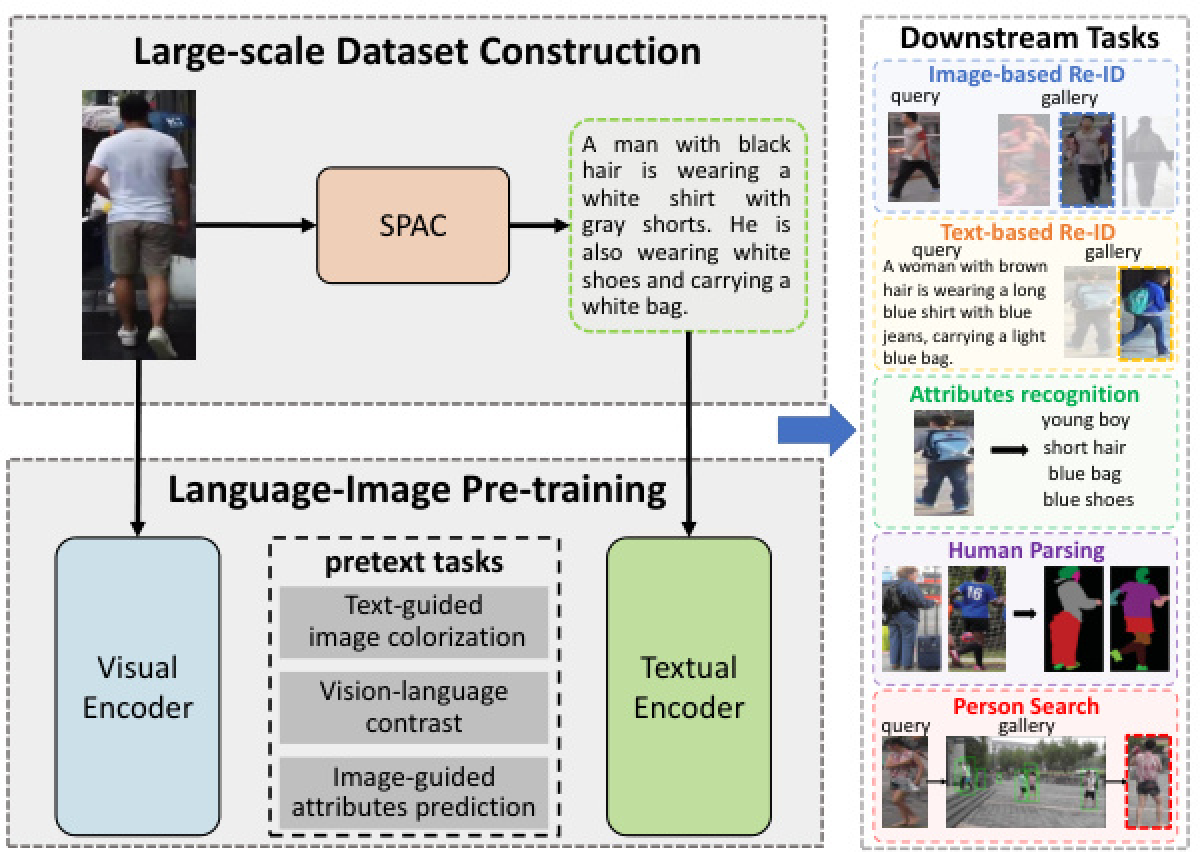 Large-scale Dataset Construction
SPAC
A man with black
hair is wearing a
white shirt with
gray shorts. He is
also wearing white
shoes and carrying a
white bag.
Language-Image Pre-training
Visual
Encoder
pretext tasks
Text-guided
image colorization
Vision-language
contrast
Image-guided
attributes prediction
Textual
Encoder
Downstream Tasks
Image-based Re-ID
query
gallery
Text-based Re-ID
query
gallery
A woman with brown
hair is wearing a long
blue shirt with blue
jeans, carrying a light
blue bag.
Attributes recognition
young boy
short hair
blue bag
blue shoes
Human Parsing
16
Person Search
query
gallery